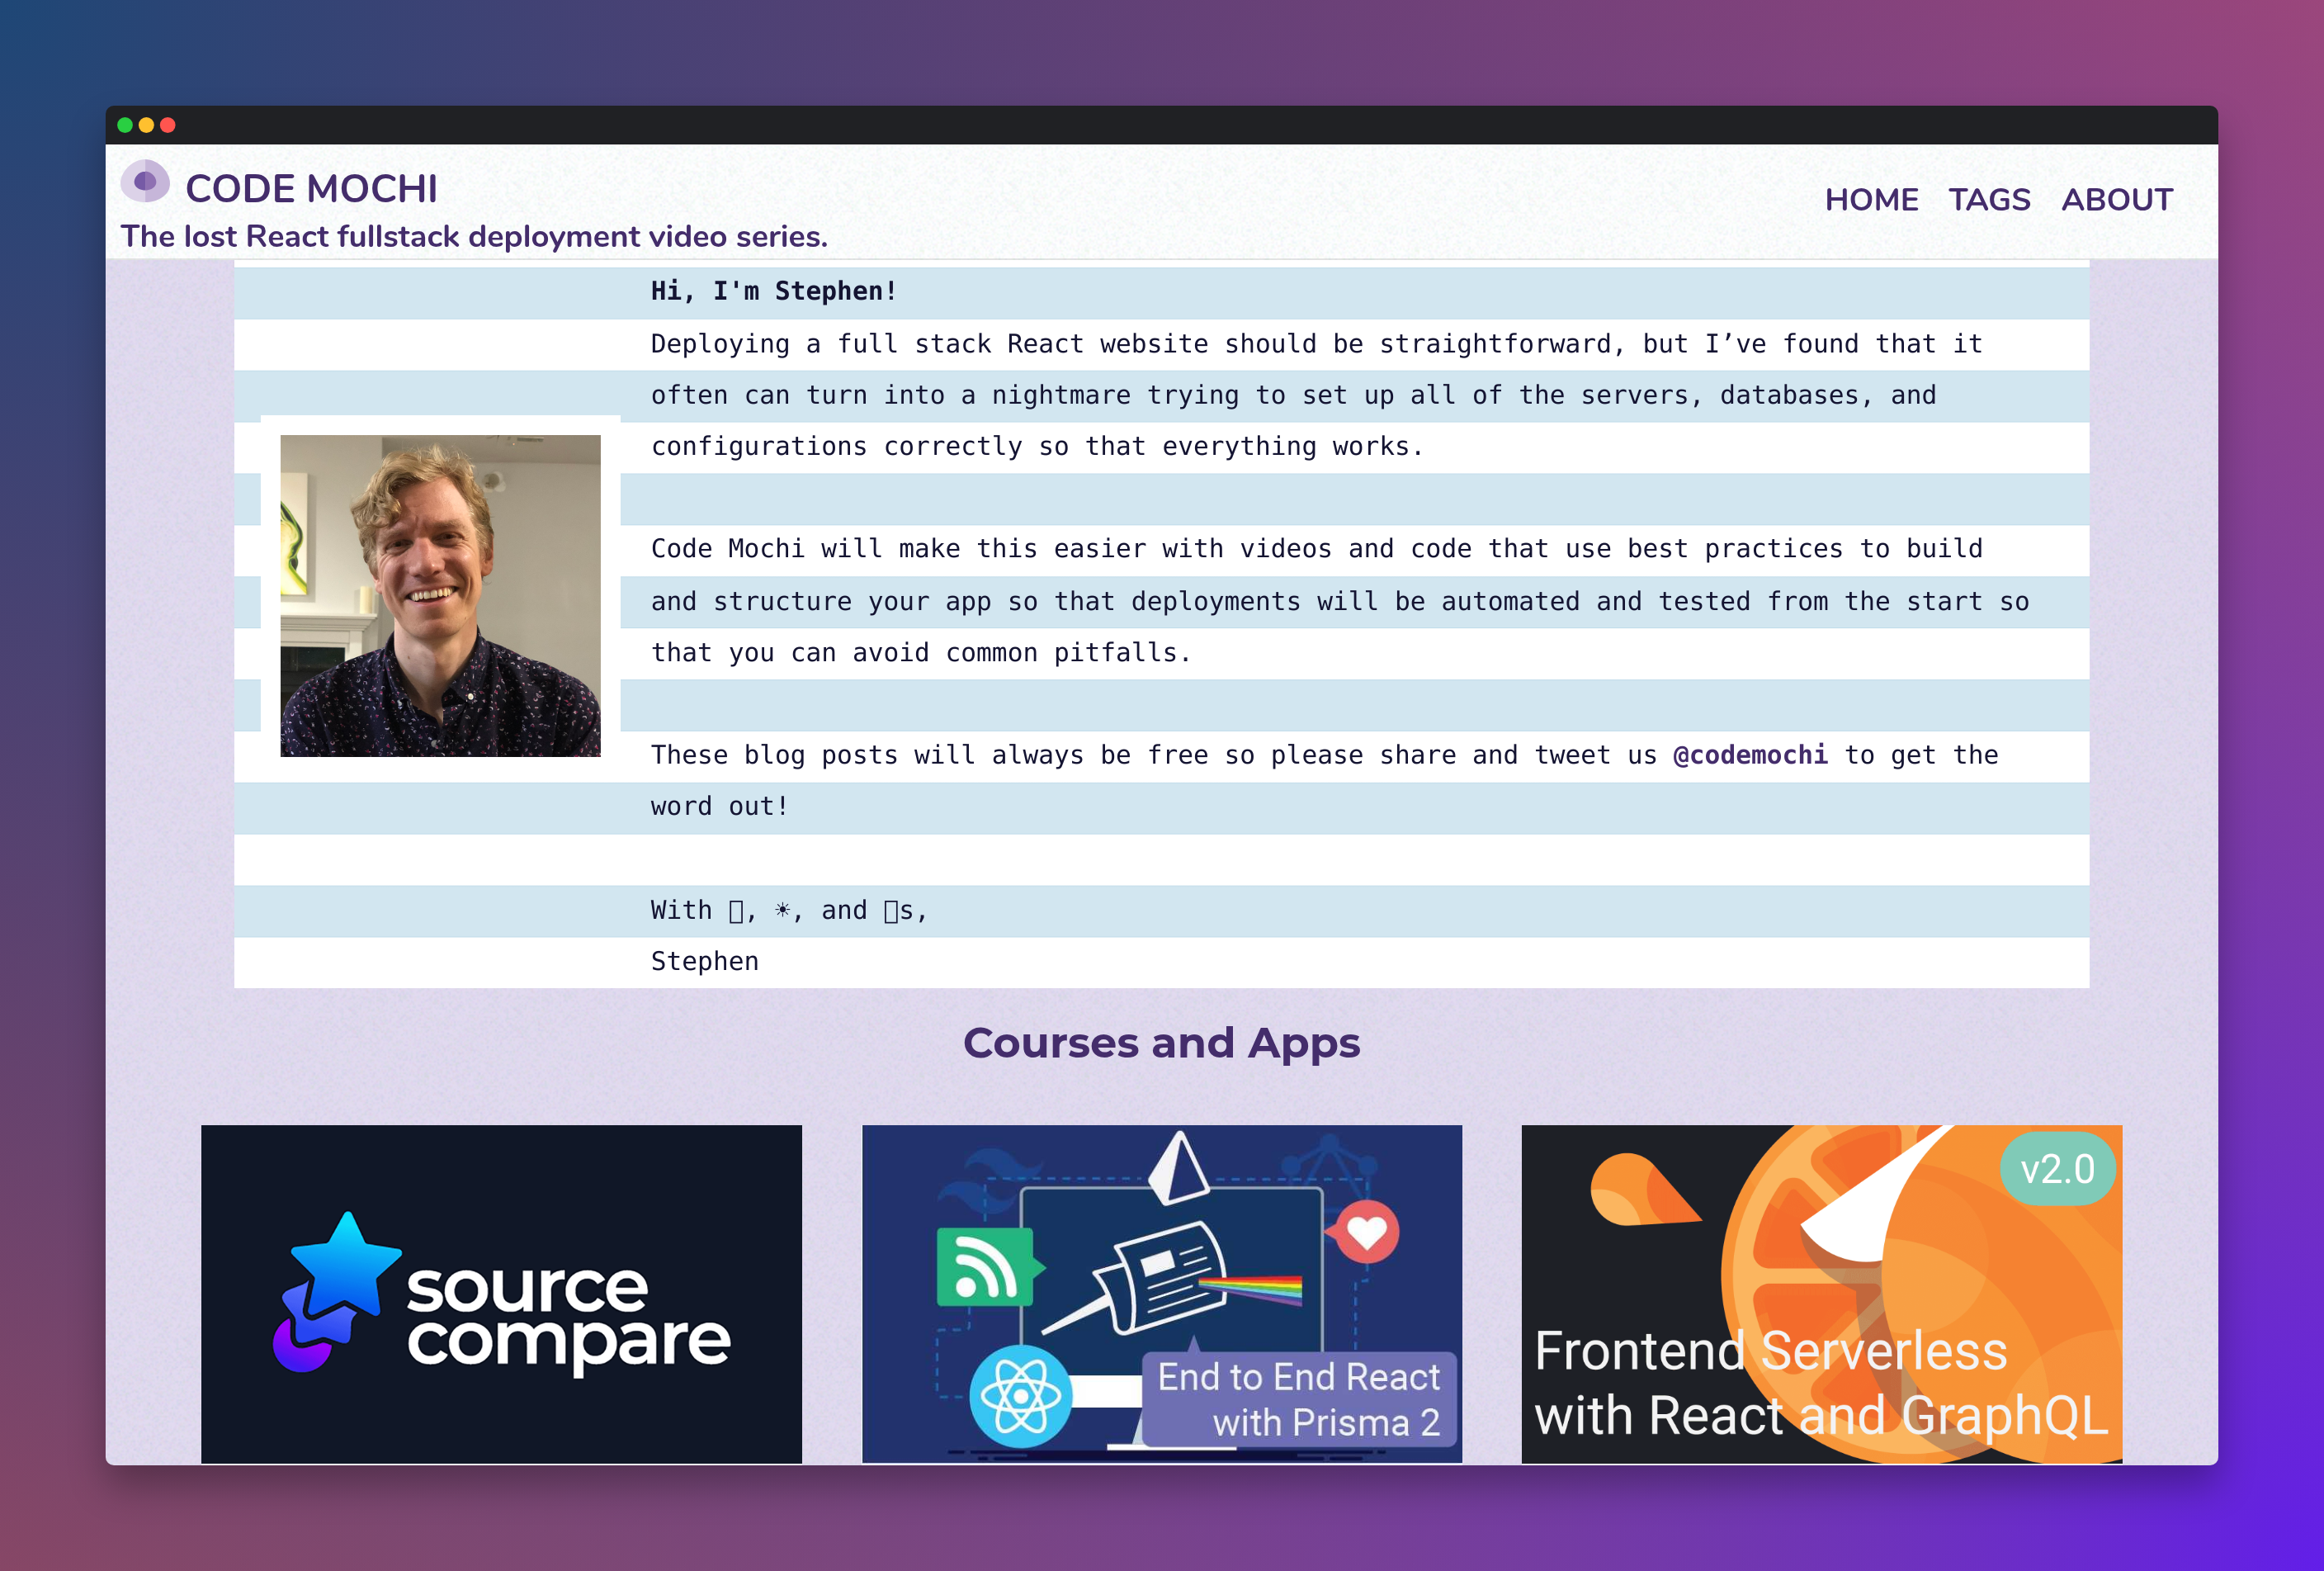 CODE MOCHI
The lost React fullstack deployment video series.
HOME TAGS ABOUT
Hi, I'm Stephen!
Deploying a full stack React website should be straightforward, but I’ve found that it
often can turn into a nightmare trying to set up all of the servers, databases, and
configurations correctly so that everything works.
Code Mochi will make this easier with videos and code that use best practices to build
and structure your app so that deployments will be automated and tested from the start so
that you can avoid common pitfalls.
These blog posts will always be free so please share and tweet us @codemochi to get the
word out!
With ▯, ☀, and ▯s,
Stephen
Courses and Apps
source
compare
End to End React
with Prisma 2
v2.0
Frontend Serverless
with React and GraphQL